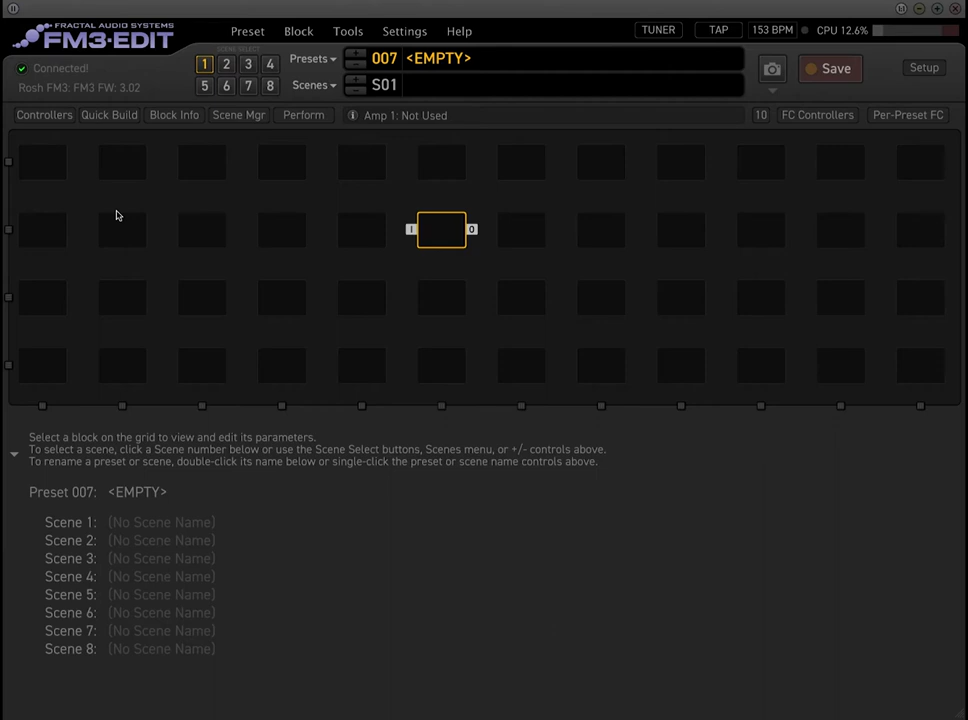 FRACTAL AUDIO SYSTEMS
FM3-EDIT
Preset Block Tools Settings Help
TUNER TAP 153 BPM CPU 12.6%
SCENE SELECT
1 2 3 4
5 6 7 8
Presets 007 <EMPTY>
Scenes S01
Save
Setup
Connected!
Rosh FM3: FM3 FW: 3.02
Controllers Quick Build Block Info Scene Mgr Perform Amp 1: Not Used 10 FC Controllers Per-Preset FC
I O
Select a block on the grid to view and edit its parameters.
To select a scene, click a Scene number below or use the Scene Select buttons, Scenes menu, or +/- controls above.
To rename a preset or scene, double-click its name below or single-click the preset or scene name controls above.
Preset 007: <EMPTY>
Scene 1: (No Scene Name)
Scene 2: (No Scene Name)
Scene 3: (No Scene Name)
Scene 4: (No Scene Name)
Scene 5: (No Scene Name)
Scene 6: (No Scene Name)
Scene 7: (No Scene Name)
Scene 8: (No Scene Name)